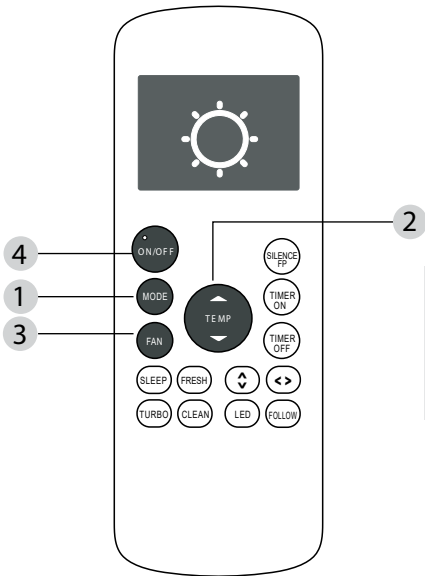 2
4
ON/OFF
SILENCE
FP
1
MODE
TEMP
TIMER
ON
3
FAN
TIMER
OFF
SLEEP FRESH
TURBO CLEAN LED FOLLOW